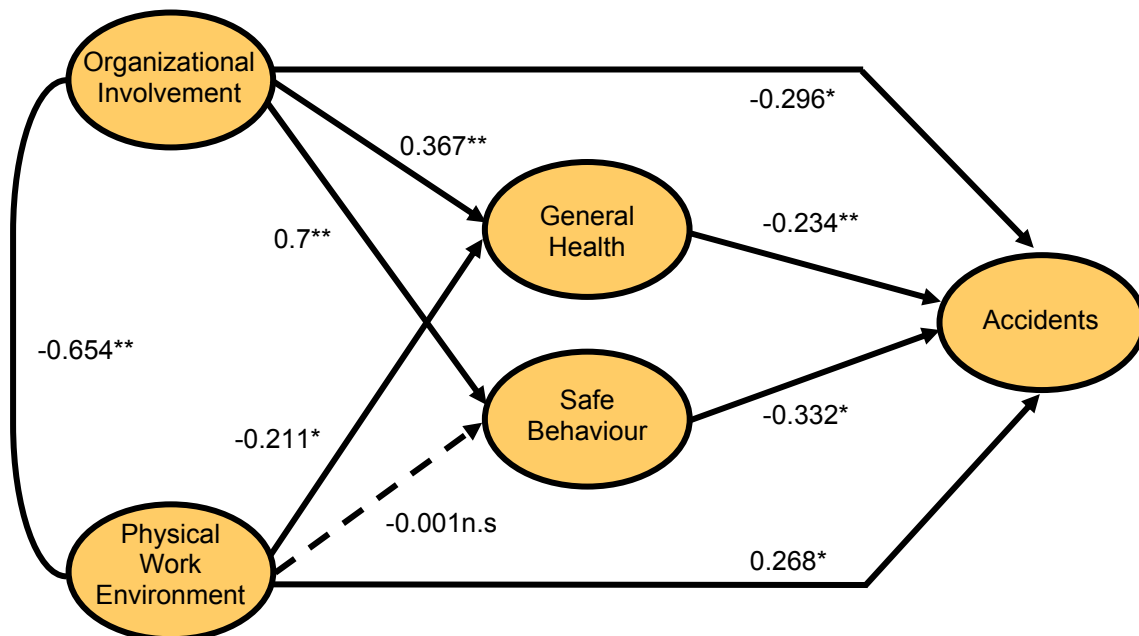 Organizational
Involvement
-0.296*
0.367**
General
Health
-0.234**
0.7**
Accidents
-0.654**
Safe
Behaviour
-0.332*
-0.211*
-0.001n.s
Physical
Work
Environment
0.268*